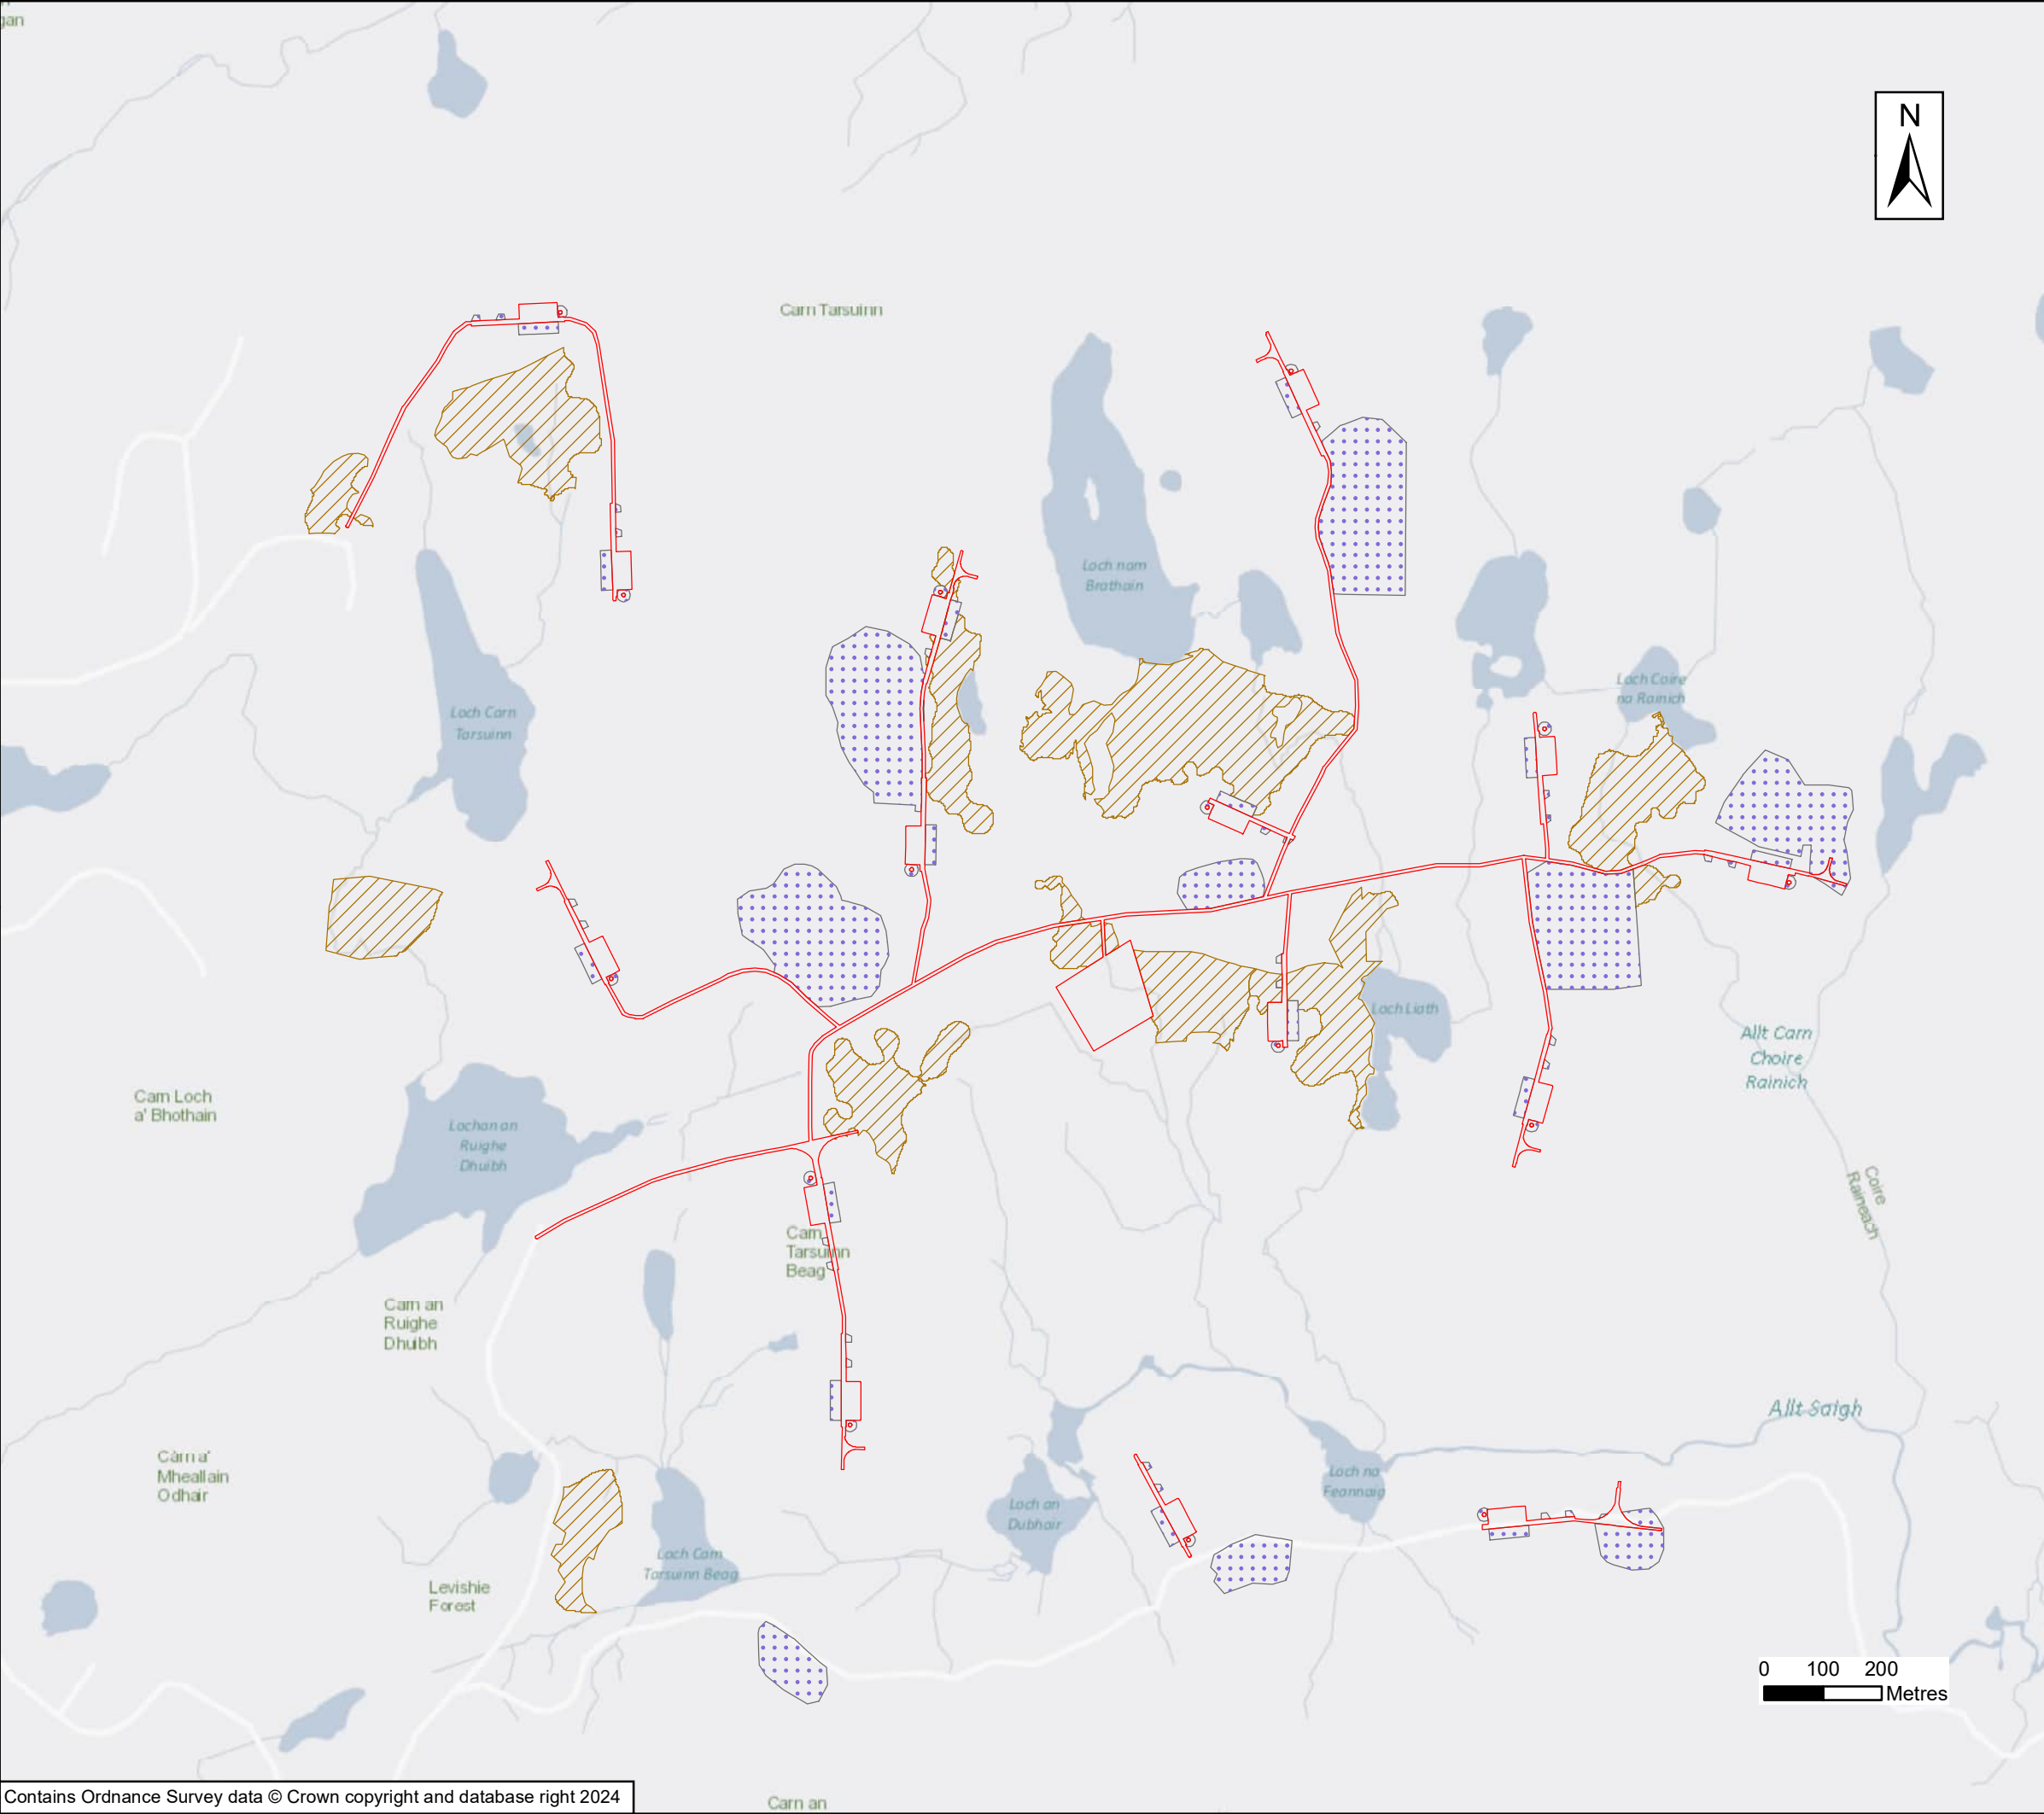 gan
N
Carn Tarsuinn
Loch nam
Brathain
Loch Coire
na Rainich
Loch Carn
Tarsuinn
Loch Liath
Allt Carn
Choire
Rainich
Carn Loch
a' Bhothain
Lochan an
Ruighe
Dhuibh
Coire
Raineach
Carn
Tarsuinn
Beag
Carn an
Ruighe
Dhuibh
Allt Saigh
Càrn a'
Mheallain
Odhair
Loch na
Feannaig
Loch an
Dubhair
Loch Carn
Tarsuinn Beag
Levishie
Forest
0 100 200
Metres
Contains Ordnance Survey data © Crown copyright and database right 2024
Carn an